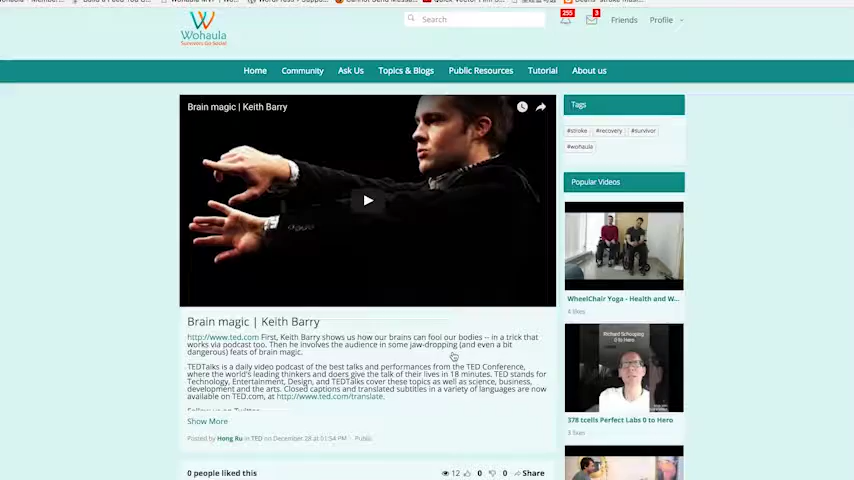 Wohaula
Survivors Go Social
Search
255
3
Friends
Profile
Home
Community
Ask Us
Topics & Blogs
Public Resources
Tutorial
About us
Brain magic | Keith Barry
Brain magic | Keith Barry
http://www.ted.com First, Keith Barry shows us how our brains can fool our bodies -- in a trick that
works via podcast too. Then he involves the audience in some jaw-dropping (and even a bit
dangerous) feats of brain magic.
TEDTalks is a daily video podcast of the best talks and performances from the TED Conference,
where the world's leading thinkers and doers give the talk of their lives in 18 minutes. TED stands for
Technology, Entertainment, Design, and TEDTalks cover these topics as well as science, business,
development and the arts. Closed captions and translated subtitles in a variety of languages are now
available on TED.com, at http://www.ted.com/translate.
Show More
Posted by Hong Ru in TED on December 28 at 01:54 PM · Public
0 people liked this
12
0
0
Share
Tags
#stroke
#recovery
#survivor
#wohaula
Popular Videos
WheelChair Yoga - Health and W...
4 likes
Richard Schooping
0 to Hero
378 tcells Perfect Labs 0 to Hero
3 likes